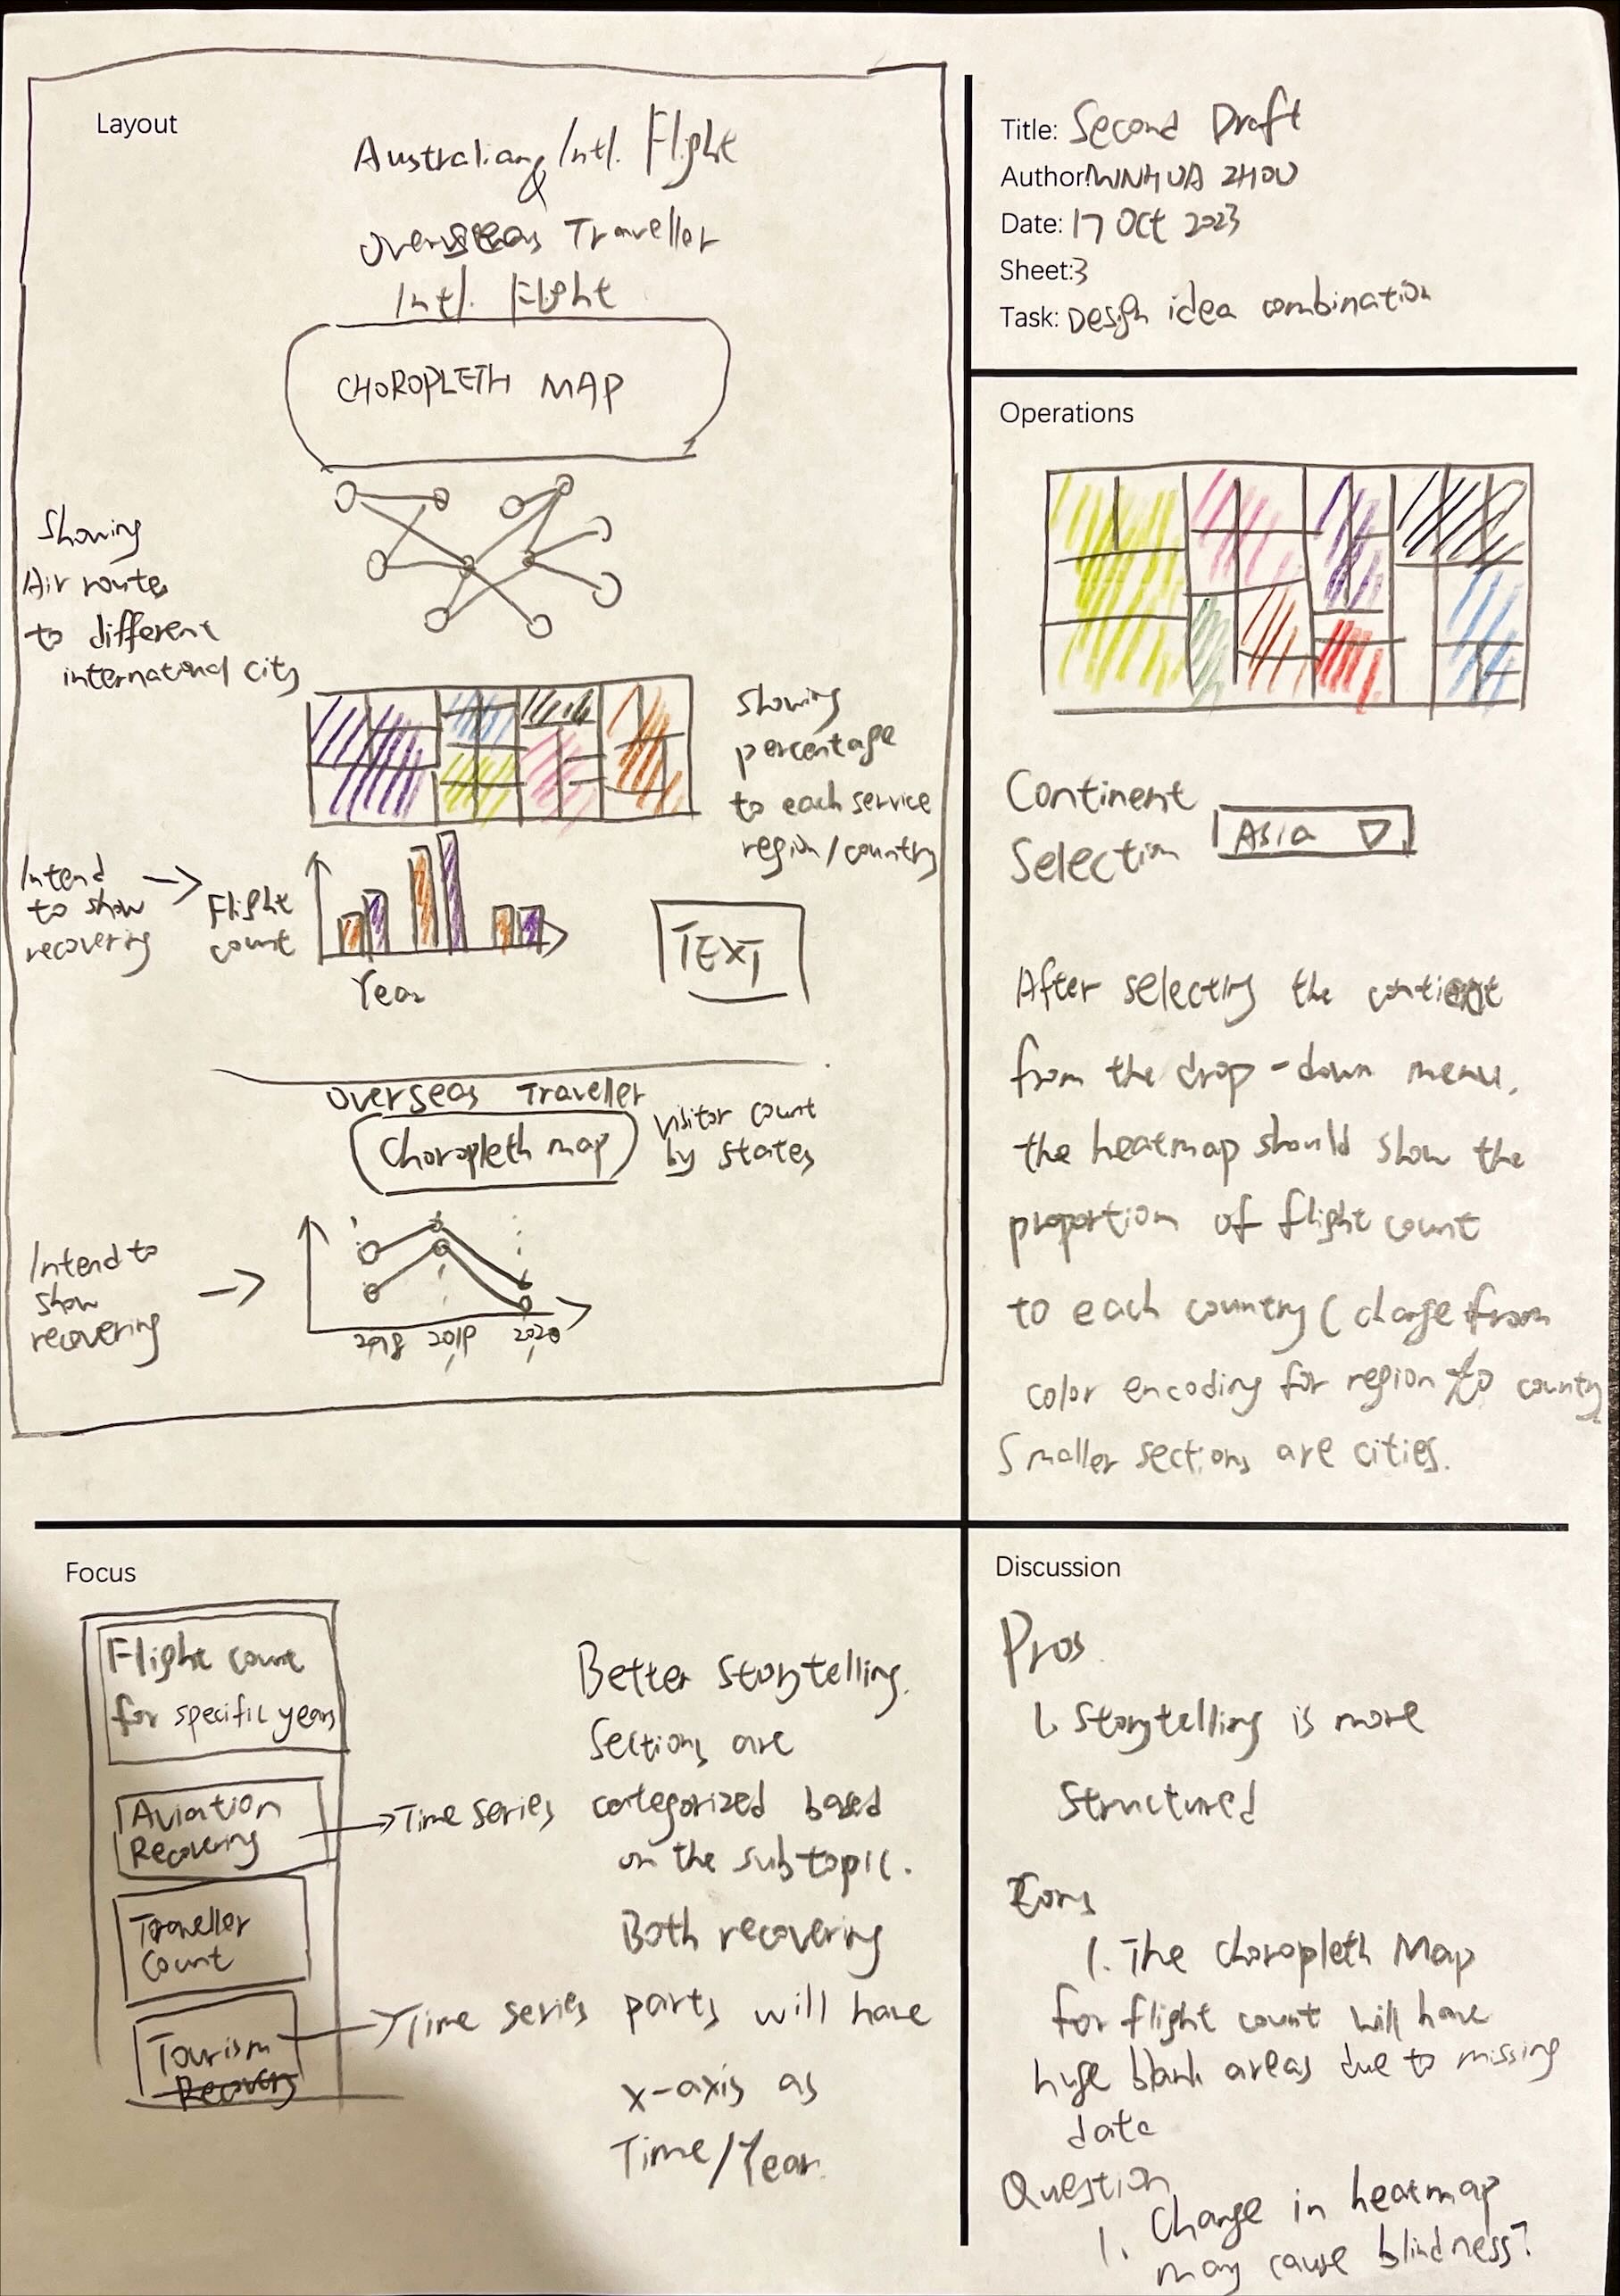 Layout
Australian Intl. Flight
&
Overseas Traveller
Intl. Flight
CHOROPLETH MAP
Showing
Air routes
to different
international city
Showing
percentage
to each service
region/country
Intend
to show
recovering
Flight
count
Year
TEXT
Overseas Traveller
Choropleth map
Visitor count
by states
Intend to
show
recovering
2018 2019 2020
Title: Second Draft
Author: ZHOU
Date: 17 Oct 2023
Sheet: 3
Task: Design idea combination
Operations
Continent
Selection
Asia
After selecting the continent
from the drop-down menu,
the heatmap should show the
proportion of flight count
to each country ( change from
color encoding for region to country
Smaller sections are cities.
Focus
Flight count
for specific years
Aviation
Recovering
Time series
Traveller
Count
Tourism
Recovery
Time series
Better storytelling.
Sections are
categorized based
on the subtopic.
Both recovering
parts will have
x-axis as
Time/Year.
Discussion
Pros
1. Storytelling is more
Structured
Cons
1. The Choropleth Map
for flight count will have
huge blank areas due to missing
data
Question
1. Change in heatmap
may cause blindness?